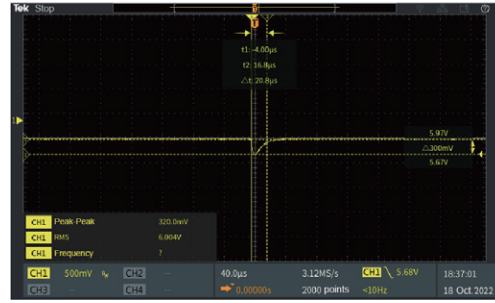 Tek Stop
t1: -4.00μs
t2: 16.8μs
△t: 20.8μs
5.97V
△300mV
5.67V
CH1 Peak-Peak 320.0mV
CH1 RMS 6.004V
CH1 Frequency ?
CH1 500mV CH2 -- 40.0μs 3.12MS/s CH1 5.68V 18:37:01
CH3 -- CH4 -- 0.00000s 2000 points <10Hz 18 Oct 2022